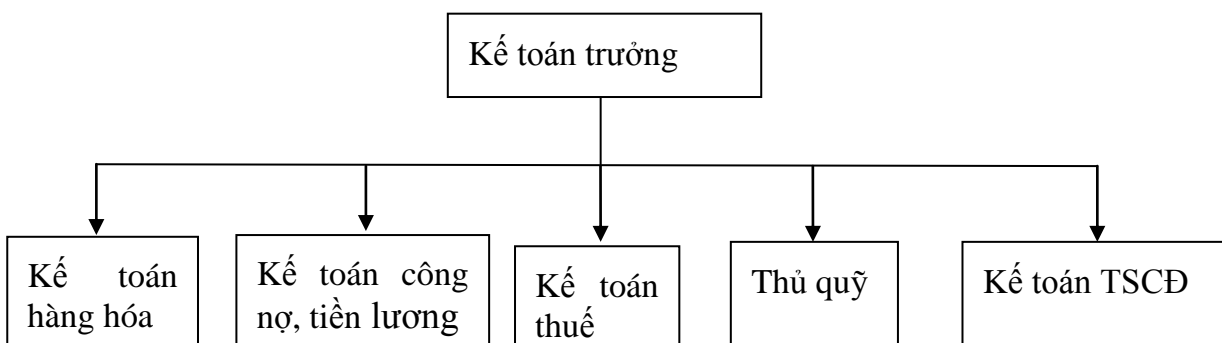 Kế toán trưởng
Kế toán
hàng hóa
Kế toán công
nợ, tiền lương
Kế toán
thuế
Thủ quỹ
Kế toán TSCĐ